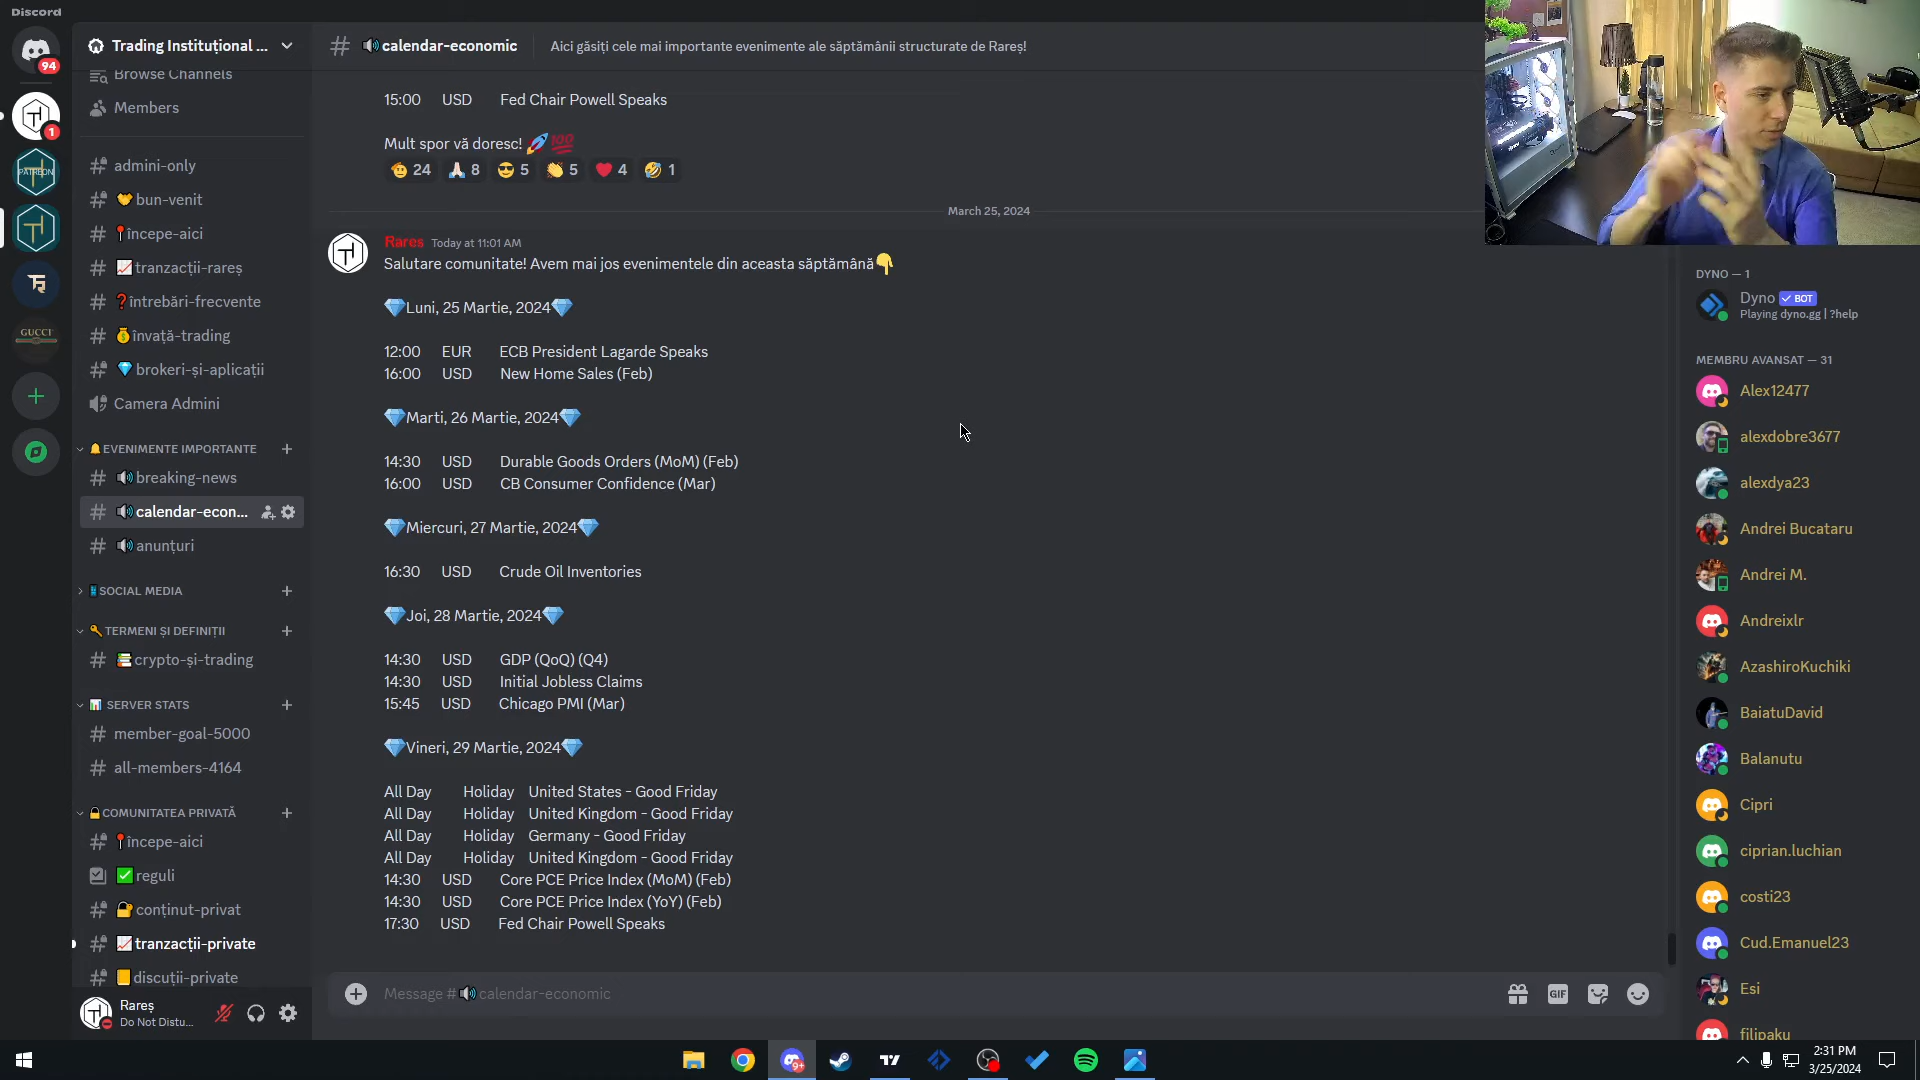 Discord
94
Trading Instituțional ...
# calendar-economic
Aici găsiți cele mai importante evenimente ale săptămânii structurate de Rareș!
1
PATREON
GUCCI
Browse Channels
Members
# admini-only
# bun-venit
# începe-aici
# tranzacții-rareș
# întrebări-frecvente
# învață-trading
# brokeri-și-aplicații
Camera Admini
EVENIMENTE IMPORTANTE +
# breaking-news
# calendar-econ...
# anunțuri
SOCIAL MEDIA +
TERMENI ȘI DEFINIȚII +
# crypto-și-trading
SERVER STATS +
# member-goal-5000
# all-members-4164
COMUNITATEA PRIVATĂ +
# începe-aici
reguli
# conținut-privat
# tranzacții-private
# discuții-private
Rareș
Do Not Distu...
15:00 USD Fed Chair Powell Speaks
Mult spor vă doresc! 🚀💯
24 8 5 5 4 1
March 25, 2024
Rareș Today at 11:01 AM
Salutare comunitate! Avem mai jos evenimentele din aceasta săptămână👇
💎Luni, 25 Martie, 2024💎
12:00 EUR ECB President Lagarde Speaks
16:00 USD New Home Sales (Feb)
💎Marti, 26 Martie, 2024💎
14:30 USD Durable Goods Orders (MoM) (Feb)
16:00 USD CB Consumer Confidence (Mar)
💎Miercuri, 27 Martie, 2024💎
16:30 USD Crude Oil Inventories
💎Joi, 28 Martie, 2024💎
14:30 USD GDP (QoQ) (Q4)
14:30 USD Initial Jobless Claims
15:45 USD Chicago PMI (Mar)
💎Vineri, 29 Martie, 2024💎
All Day Holiday United States - Good Friday
All Day Holiday United Kingdom - Good Friday
All Day Holiday Germany - Good Friday
All Day Holiday United Kingdom - Good Friday
14:30 USD Core PCE Price Index (MoM) (Feb)
14:30 USD Core PCE Price Index (YoY) (Feb)
17:30 USD Fed Chair Powell Speaks
Message # calendar-economic
GIF
DYNO — 1
Dyno ✓ BOT
Playing dyno.gg | ?help
MEMBRU AVANSAT — 31
Alex12477
alexdobre3677
alexdya23
Andrei Bucataru
Andrei M.
Andreixlr
AzashiroKuchiki
BaiatuDavid
Balanutu
Cipri
ciprian.luchian
costi23
Cud.Emanuel23
Esi
filipaku
9+
2:31 PM
3/25/2024